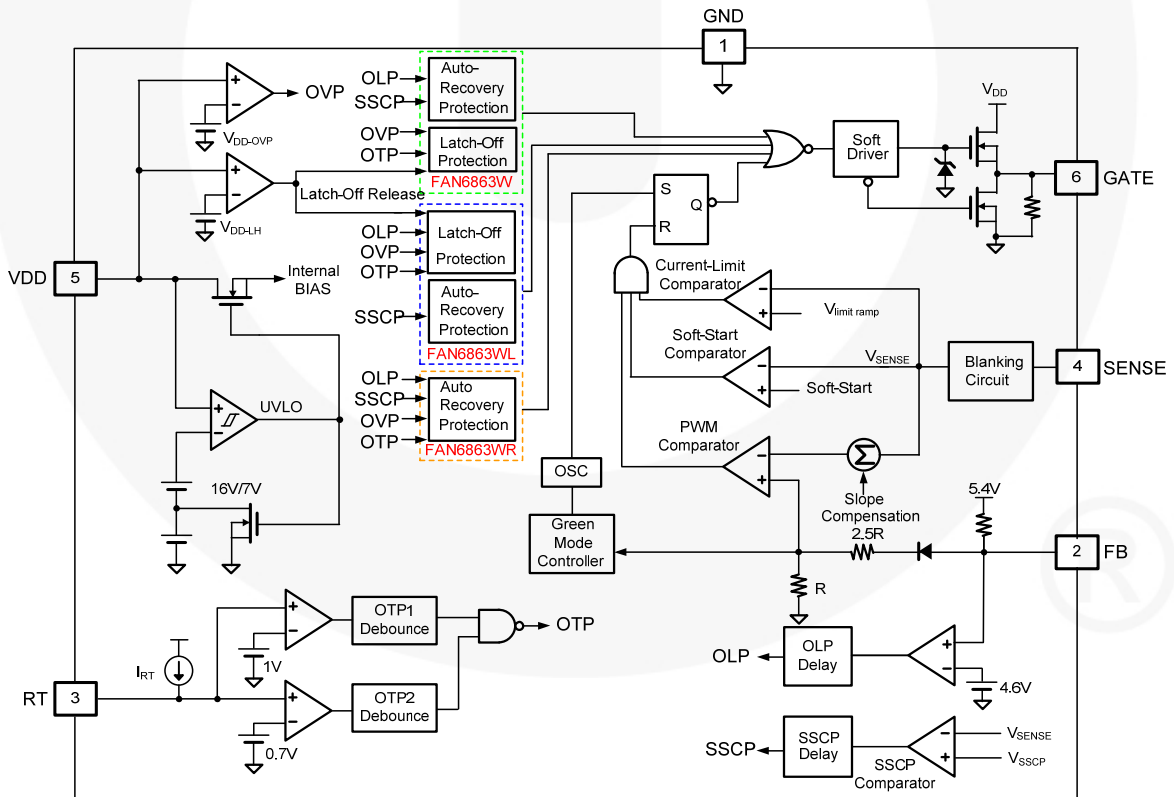 GND
1
OLP
SSCP
Auto-
Recovery
Protection
OVP
OTP
Latch-Off
Protection
FAN6863W
+
−
OVP
VDD-OVP
+
−
VDD-LH
Latch-Off Release
OLP
OVP
OTP
Latch-Off
Protection
SSCP
Auto-
Recovery
Protection
FAN6863WL
OLP
SSCP
OVP
OTP
Auto
Recovery
Protection
FAN6863WR
VDD
5
Internal
BIAS
+
−
UVLO
16V/7V
S
R
Q
Soft
Driver
VDD
6
GATE
Current-Limit
Comparator
−
+
Vlimit ramp
Soft-Start
Comparator
−
+
Soft-Start
VSENSE
Blanking
Circuit
4
SENSE
PWM
Comparator
−
+
Σ
Slope
Compensation
2.5R
5.4V
2
FB
R
OSC
Green
Mode
Controller
RT
3
IRT
+
−
1V
OTP1
Debounce
+
−
0.7V
OTP2
Debounce
OTP
OLP
OLP
Delay
+
−
4.6V
SSCP
SSCP
Delay
−
+
SSCP
Comparator
VSENSE
VSSCP
®